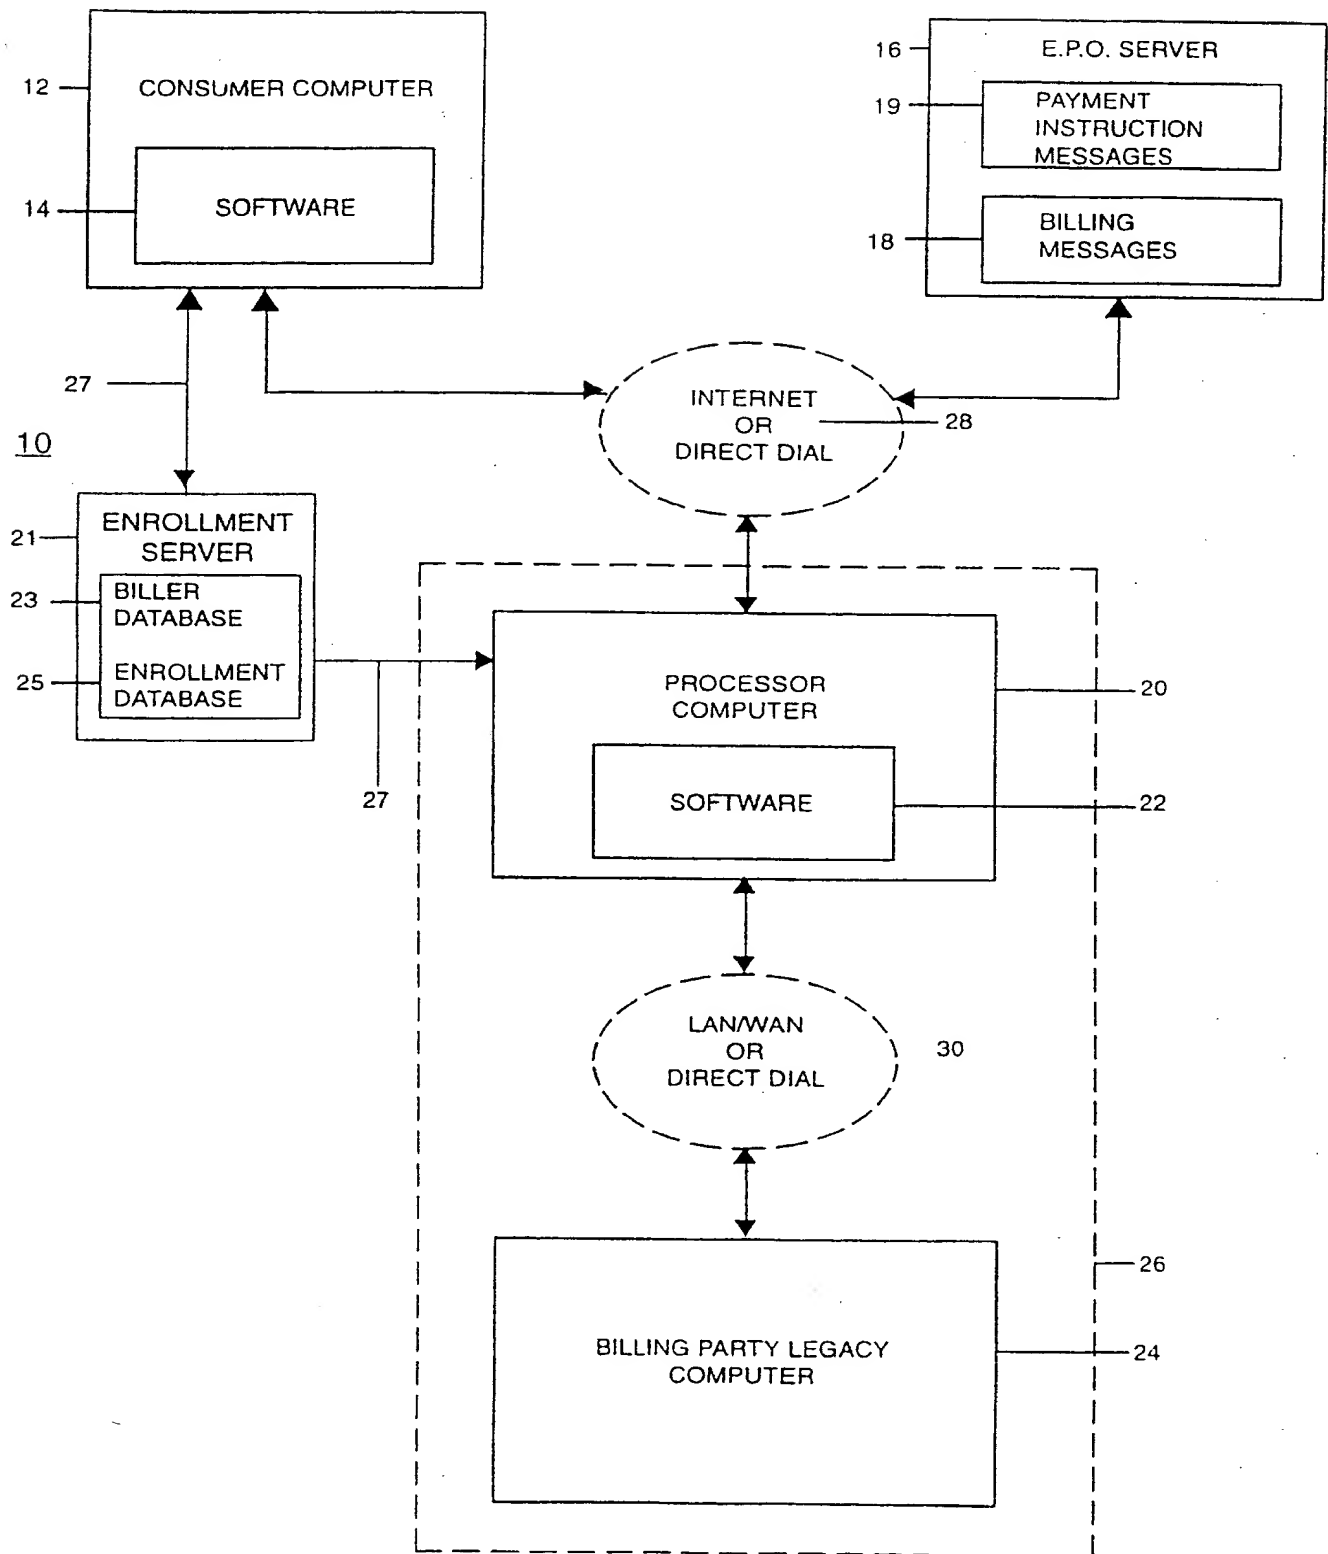 12
CONSUMER COMPUTER
14
SOFTWARE
16
E.P.O. SERVER
19
PAYMENT
INSTRUCTION
MESSAGES
18
BILLING
MESSAGES
27
10
INTERNET
OR
DIRECT DIAL
28
21
ENROLLMENT
SERVER
23
BILLER
DATABASE
25
ENROLLMENT
DATABASE
27
PROCESSOR
COMPUTER
20
SOFTWARE
22
LAN/WAN
OR
DIRECT DIAL
30
26
BILLING PARTY LEGACY
COMPUTER
24